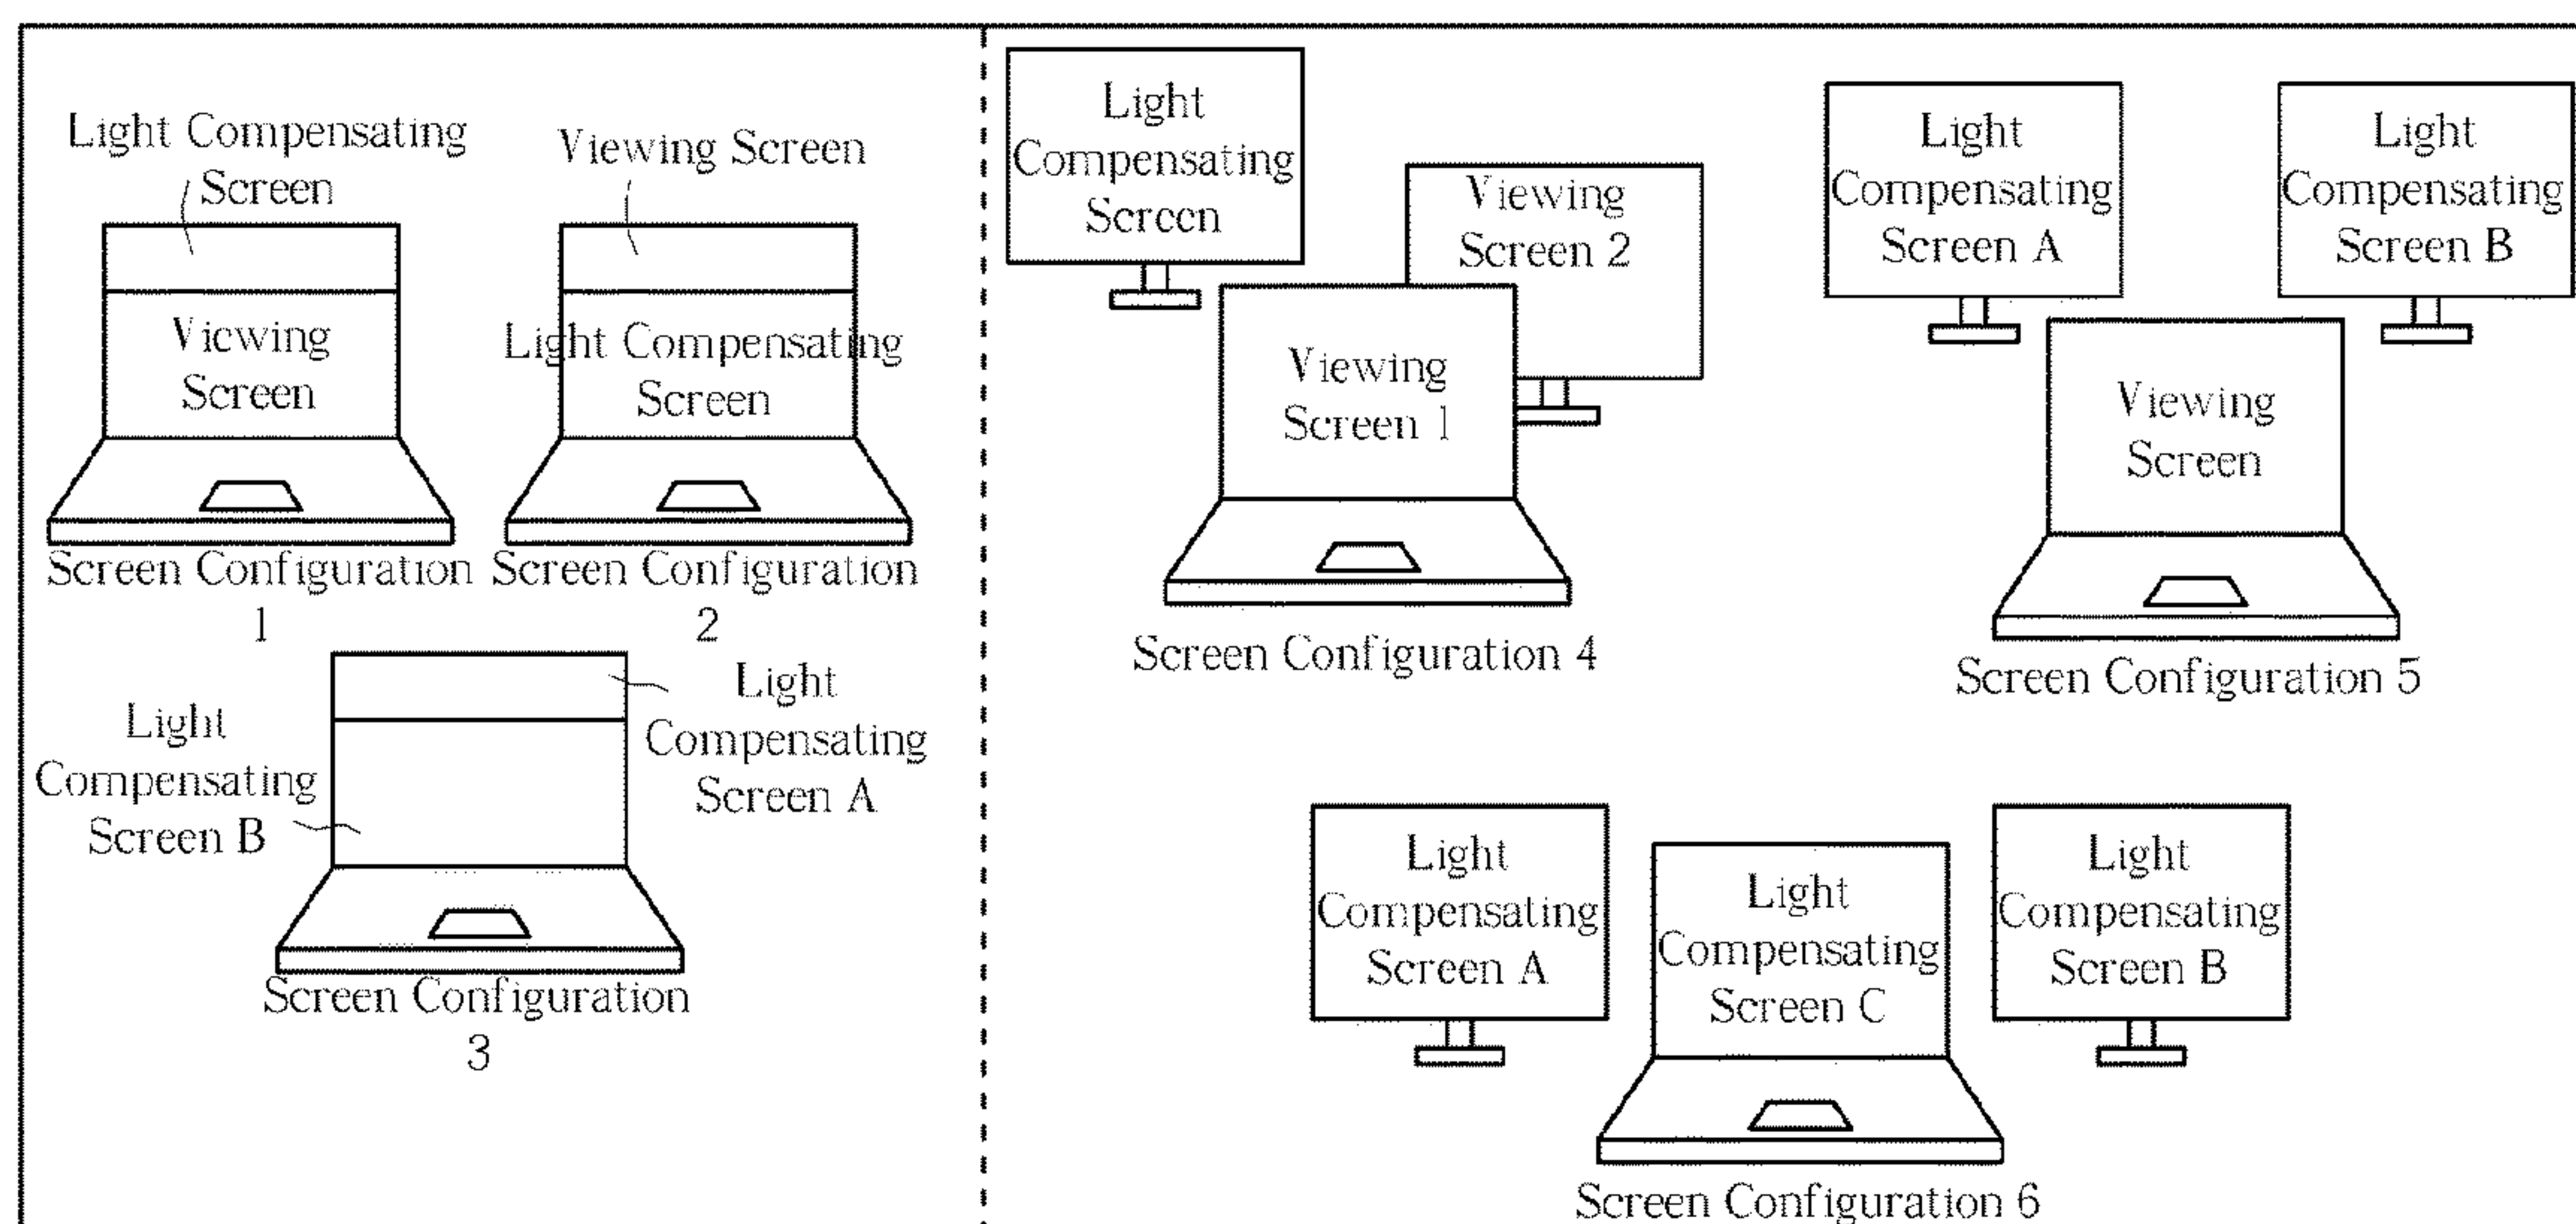 Light Compensating
Screen
Viewing Screen
Viewing
Screen
Light Compensating
Screen
Screen Configuration
1
Screen Configuration
2
Light
Compensating
Screen A
Light
Compensating
Screen B
Screen Configuration
3
Light
Compensating
Screen
Viewing
Screen 2
Viewing
Screen 1
Screen Configuration 4
Light
Compensating
Screen A
Light
Compensating
Screen B
Viewing
Screen
Screen Configuration 5
Light
Compensating
Screen A
Light
Compensating
Screen C
Light
Compensating
Screen B
Screen Configuration 6